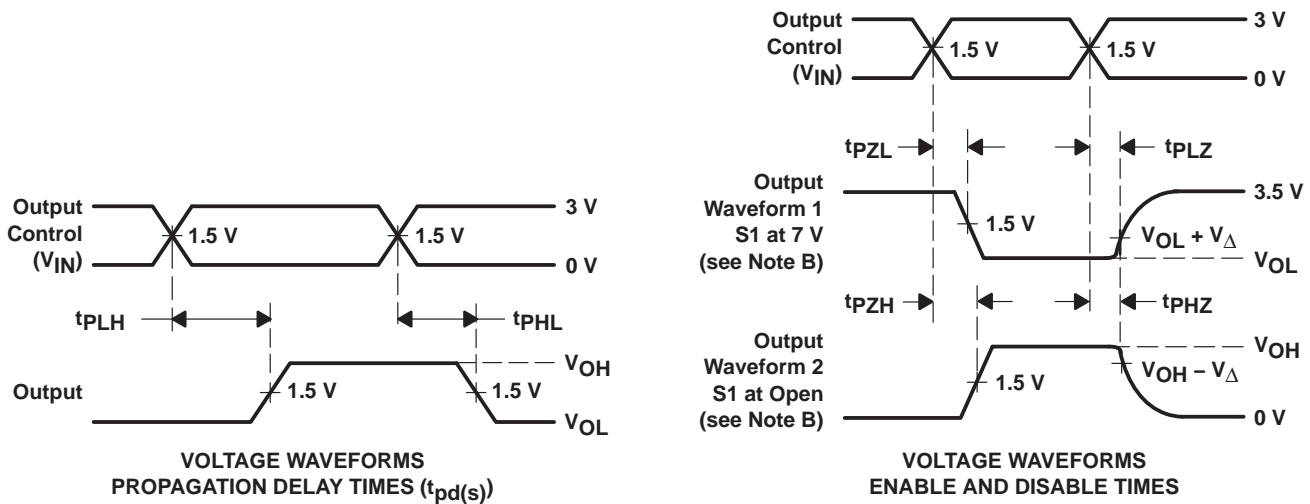 Output
Control
(VIN)
3 V
1.5 V
1.5 V
0 V
tPLH
tPHL
Output
VOH
1.5 V
1.5 V
VOL
VOLTAGE WAVEFORMS
PROPAGATION DELAY TIMES (tpd(s))
Output
Control
(VIN)
3 V
1.5 V
1.5 V
0 V
tPZL
tPLZ
Output
Waveform 1
S1 at 7 V
(see Note B)
3.5 V
1.5 V
VOL + VΔ
VOL
tPZH
tPHZ
Output
Waveform 2
S1 at Open
(see Note B)
VOH
VOH − VΔ
1.5 V
0 V
VOLTAGE WAVEFORMS
ENABLE AND DISABLE TIMES